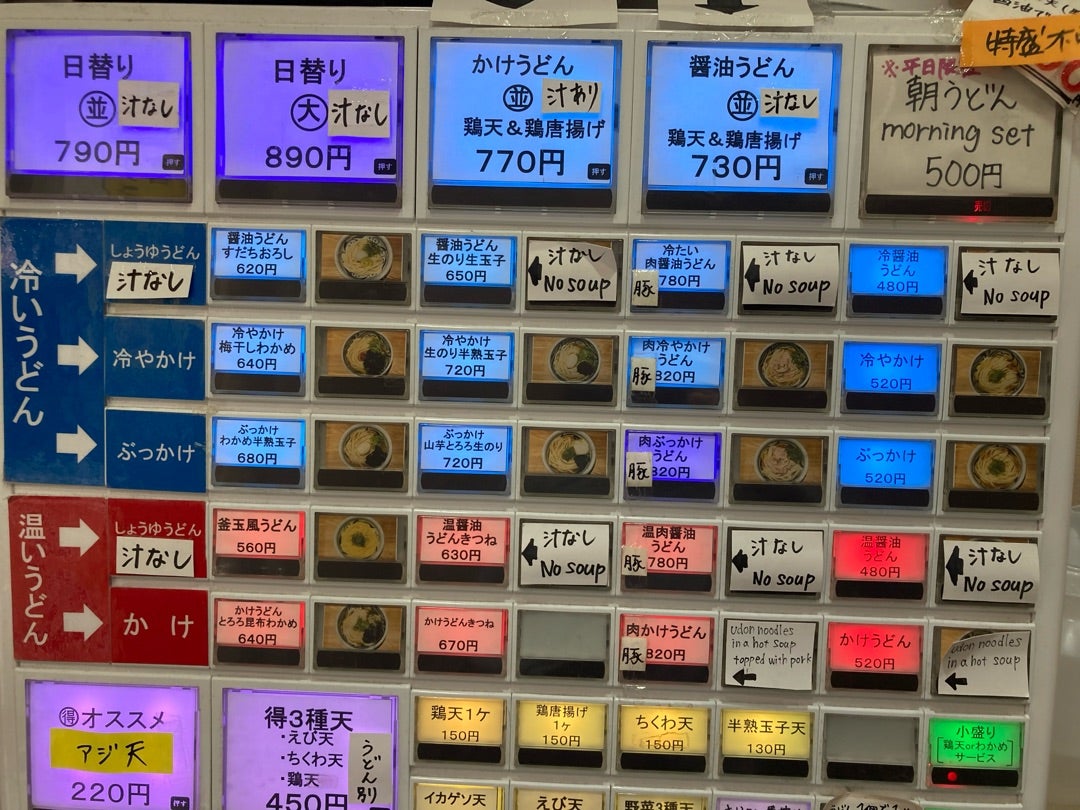 日替り
並 汁なし
790円
押す
日替り
大 汁なし
890円
押す
かけうどん
並 汁あり
鶏天&鶏唐揚げ
770円
押す
醤油うどん
並 汁なし
鶏天&鶏唐揚げ
730円
押す
※平日限定
朝うどん
morning set
500円
売切
特盛
冷いうどん
しょうゆうどん
汁なし
醤油うどん
すだちおろし
620円
醤油うどん
生のり生玉子
650円
汁なし
No soup
冷たい
肉醤油うどん
豚
780円
汁なし
No soup
冷醤油
うどん
480円
汁なし
No soup
冷やかけ
冷やかけ
梅干しわかめ
640円
冷やかけ
生のり半熟玉子
720円
肉冷やかけ
うどん
豚
820円
冷やかけ
520円
ぶっかけ
ぶっかけ
わかめ半熟玉子
680円
ぶっかけ
山芋とろろ生のり
720円
肉ぶっかけ
うどん
豚
820円
ぶっかけ
520円
温いうどん
しょうゆうどん
汁なし
釜玉風うどん
560円
温醤油
うどんきつね
630円
汁なし
No soup
温肉醤油
うどん
豚
780円
汁なし
No soup
温醤油
うどん
480円
汁なし
No soup
かけ
かけうどん
とろろ昆布わかめ
640円
かけうどんきつね
670円
肉かけうどん
豚
820円
udon noodles
in a hot soup
topped with pork
かけうどん
520円
udon noodles
in a hot soup
得オススメ
アジ天
220円
押す
得3種天
・えび天
・ちくわ天
・鶏天
450円
うどん別
鶏天1ケ
150円
鶏唐揚げ
1ケ
150円
ちくわ天
150円
半熟玉子天
130円
小盛り
鶏天orわかめ
サービス
イカゲソ天
えび天
野菜3種天